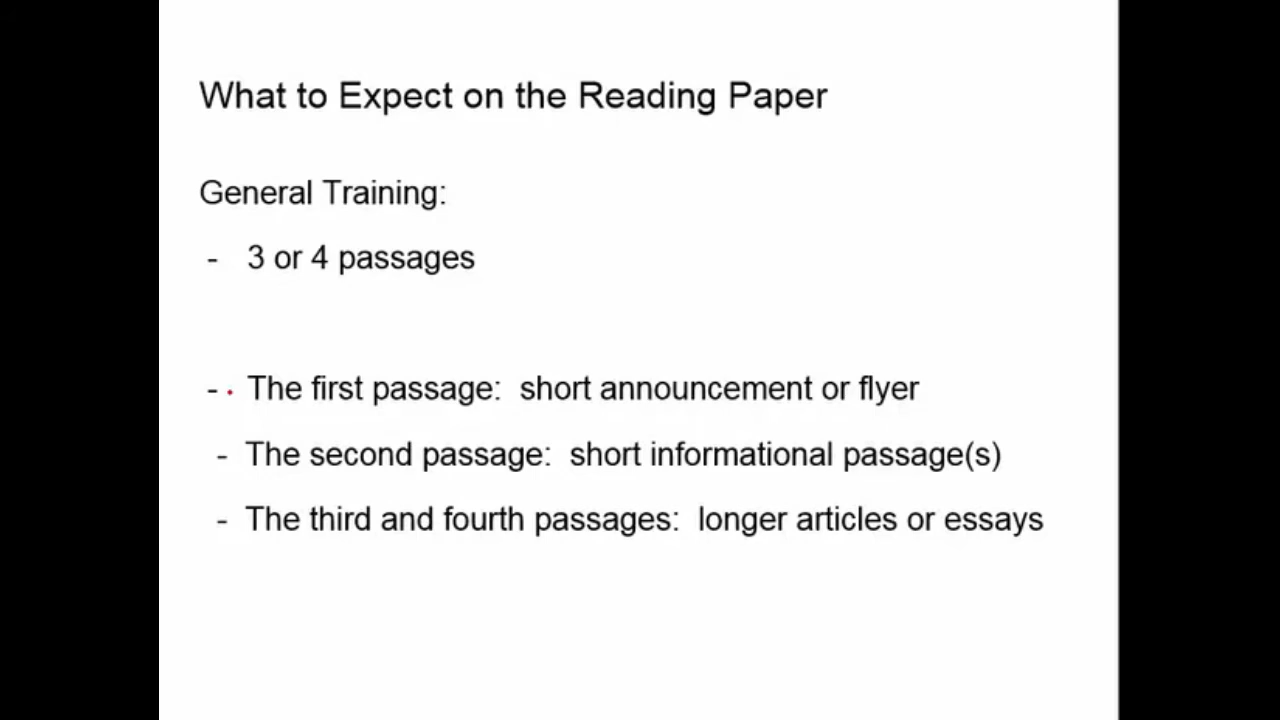 What to Expect on the Reading Paper
General Training:
- 3 or 4 passages
- The first passage: short announcement or flyer
- The second passage: short informational passage(s)
- The third and fourth passages: longer articles or essays